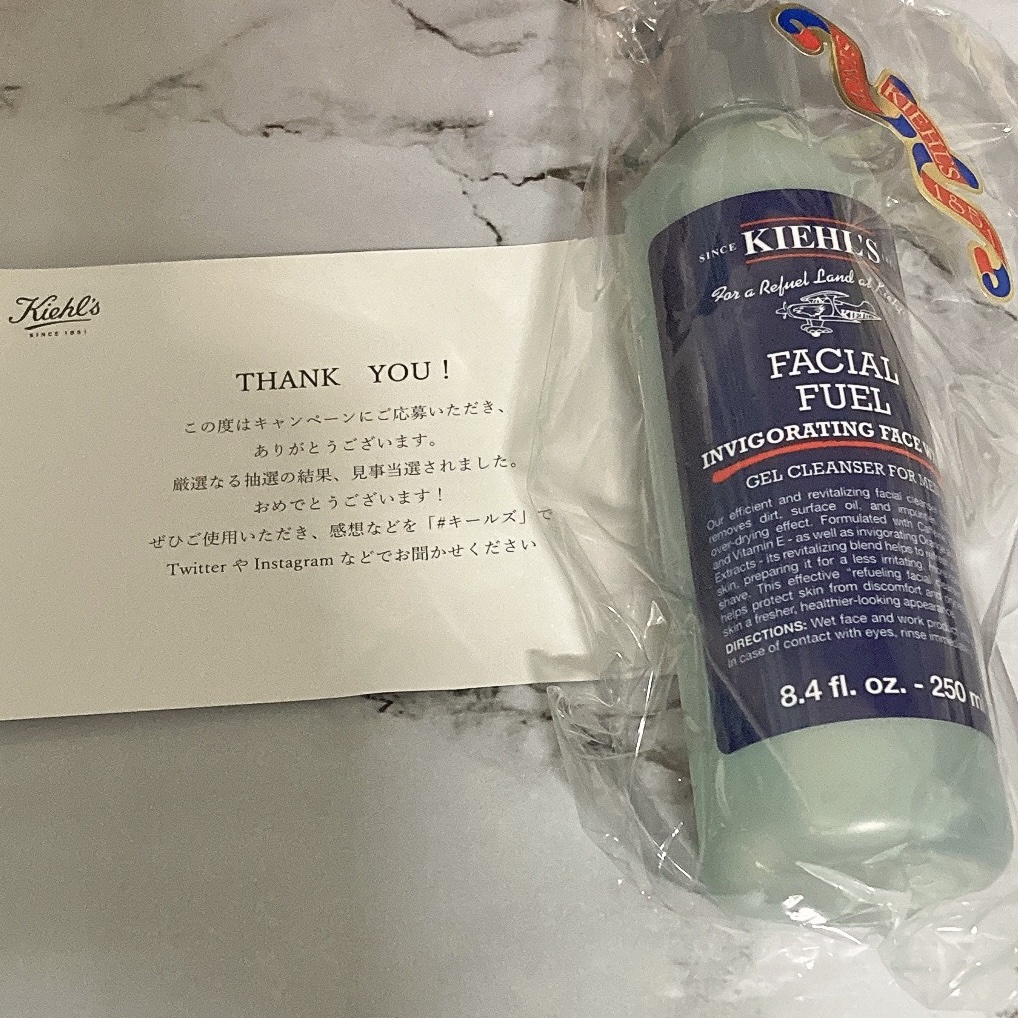 Kiehl's
SINCE 1851
THANK YOU!
この度はキャンペーンにご応募いただき、
ありがとうございます。
厳選なる抽選の結果、見事当選されました。
おめでとうございます！
ぜひご使用いただき、感想などを「#キールズ」で
Twitter や Instagram などでお聞かせください
KIEHL'S
185
SINCE KIEHL'S
For a Refuel Land at
KIEHL
FACIAL
FUEL
INVIGORATING FACE
GEL CLEANSER FOR
Our efficient and revitalizing facial
removes dirt, surface oil, and
over-drying effect. Formulated with
and Vitamin E - as well as invigorating
Extracts - its revitalizing blend helps to
skin, preparing it for a less irritating
shave. This effective "refueling facial
helps protect skin from discomfort and
skin a fresher, healthier-looking
DIRECTIONS: Wet face and work
In case of contact with eyes, rinse
8.4 fl. oz. - 250 m